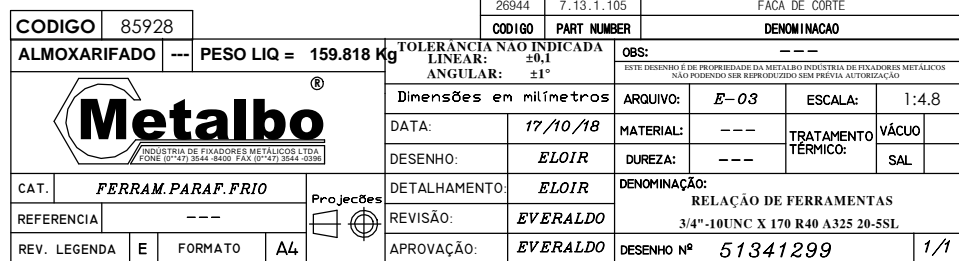 26944 7.13.1.105 FACA DE CORTE
CODIGO PART NUMBER DENOMINACAO
CODIGO 85928
ALMOXARIFADO --- PESO LIQ = 159.818 Kg
TOLERÂNCIA NÃO INDICADA
LINEAR: ±0,1
ANGULAR: ±1°
OBS: ---
ESTE DESENHO É DE PROPRIEDADE DA METALBO INDÚSTRIA DE FIXADORES METÁLICOS
NÃO PODENDO SER REPRODUZIDO SEM PRÉVIA AUTORIZAÇÃO
Metalbo ®
INDÚSTRIA DE FIXADORES METÁLICOS LTDA
FONE (0**47) 3544 -8400 FAX (0**47) 3544 -0396
Dimensões em milímetros
ARQUIVO: E-03 ESCALA: 1:4.8
DATA: 17/10/18
MATERIAL: --- TRATAMENTO TÉRMICO: VÁCUO
DESENHO: ELOIR
DUREZA: --- SAL
CAT. FERRAM.PARAF.FRIO
Projecões
DETALHAMENTO: ELOIR
DENOMINAÇÃO:
RELAÇÃO DE FERRAMENTAS
3/4"-10UNC X 170 R40 A325 20-5SL
REFERENCIA ---
REVISÃO: EVERALDO
REV. LEGENDA E FORMATO A4
APROVAÇÃO: EVERALDO
DESENHO Nº 51341299 1/1